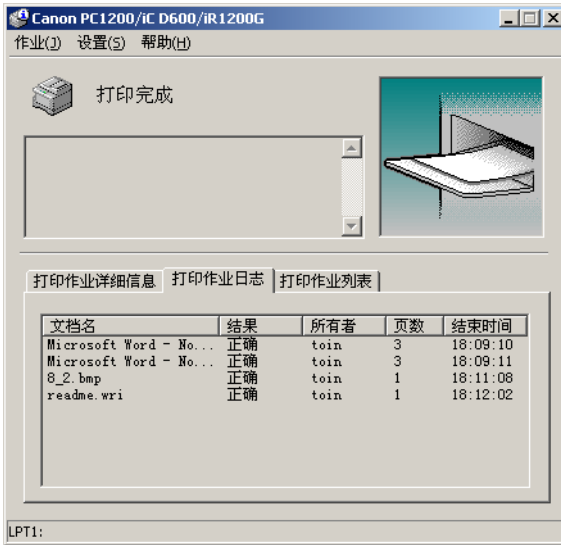 Canon PC1200/iC D600/iR1200G
作业(J) 设置(S) 帮助(H)
打印完成
打印作业详细信息 打印作业日志 打印作业列表
文档名 结果 所有者 页数 结束时间
Microsoft Word - No... 正确 toin 3 18:09:10
Microsoft Word - No... 正确 toin 3 18:09:11
8_2.bmp 正确 toin 1 18:11:08
readme.wri 正确 toin 1 18:12:02
LPT1: